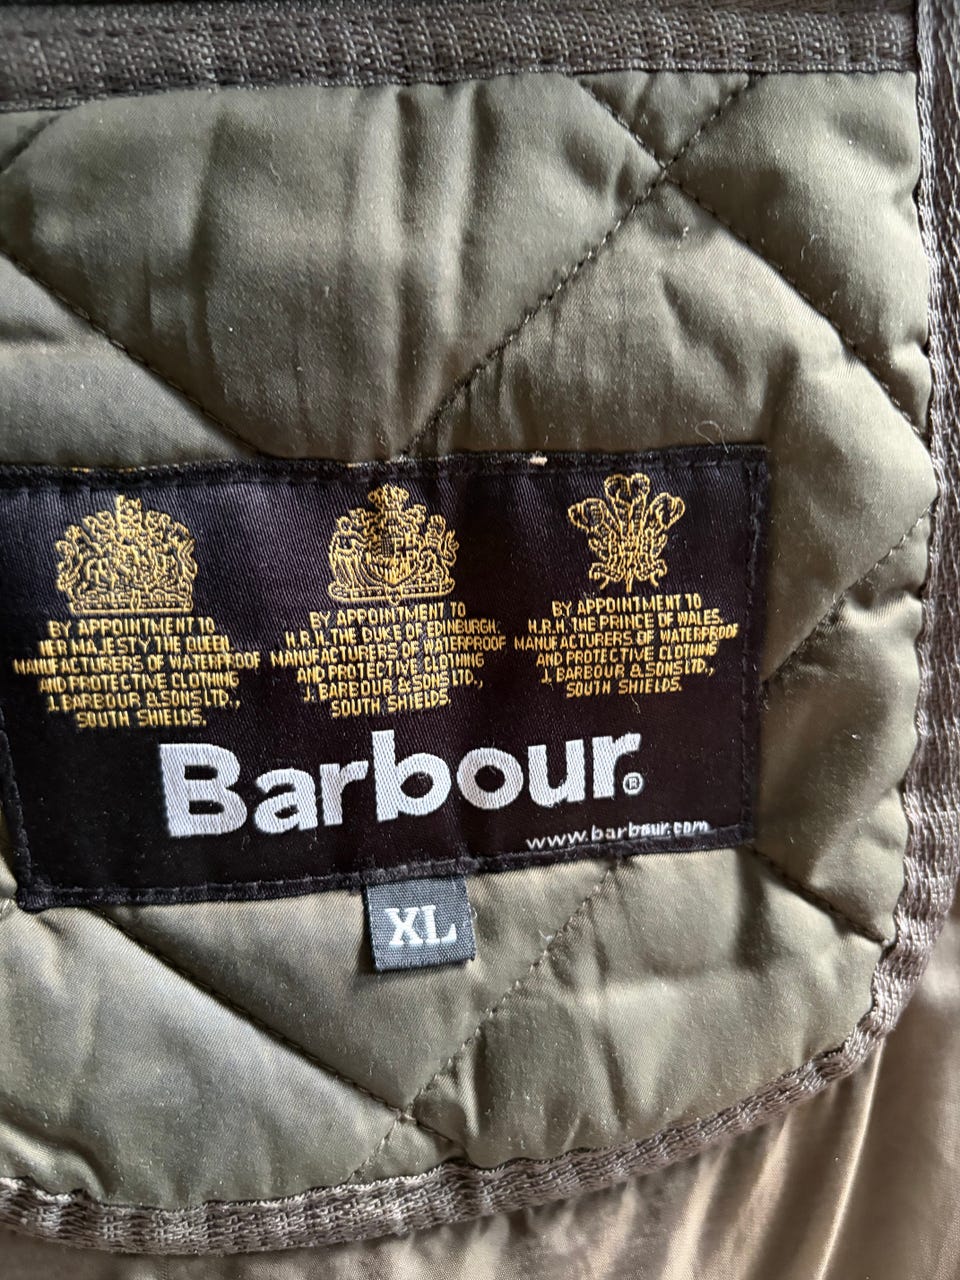 BY APPOINTMENT TO
HER MAJESTY THE QUEEN,
MANUFACTURERS OF WATERPROOF
AND PROTECTIVE CLOTHING
J. BARBOUR & SONS LTD.,
SOUTH SHIELDS.
BY APPOINTMENT TO
H.R.H. THE DUKE OF EDINBURGH.
MANUFACTURERS OF WATERPROOF
AND PROTECTIVE CLOTHING
J. BARBOUR & SONS LTD.,
SOUTH SHIELDS.
BY APPOINTMENT TO
H.R.H. THE PRINCE OF WALES.
MANUFACTURERS OF WATERPROOF
AND PROTECTIVE CLOTHING
J. BARBOUR & SONS LTD.,
SOUTH SHIELDS.
Barbour®
www.barbour.com
XL